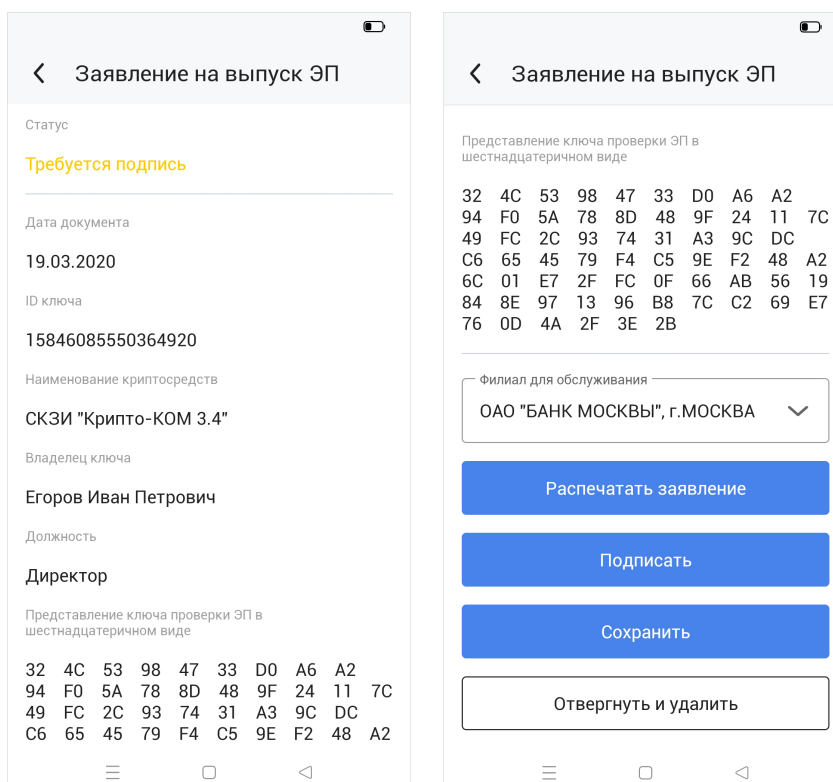 Заявление на выпуск ЭП
Статус
Требуется подпись
Дата документа
19.03.2020
ID ключа
15846085550364920
Наименование криптосредств
СКЗИ "Крипто-КОМ 3.4"
Владелец ключа
Егоров Иван Петрович
Должность
Директор
Представление ключа проверки ЭП в
шестнадцатеричном виде
32 4C 53 98 47 33 D0 A6 A2
94 F0 5A 78 8D 48 9F 24 11 7C
49 FC 2C 93 74 31 A3 9C DC
C6 65 45 79 F4 C5 9E F2 48 A2
Заявление на выпуск ЭП
Представление ключа проверки ЭП в
шестнадцатеричном виде
32 4C 53 98 47 33 D0 A6 A2
94 F0 5A 78 8D 48 9F 24 11 7C
49 FC 2C 93 74 31 A3 9C DC
C6 65 45 79 F4 C5 9E F2 48 A2
6C 01 E7 2F FC 0F 66 AB 56 19
84 8E 97 13 96 B8 7C C2 69 E7
76 0D 4A 2F 3E 2B
Филиал для обслуживания
ОАО "БАНК МОСКВЫ", г.МОСКВА
Распечатать заявление
Подписать
Сохранить
Отвергнуть и удалить